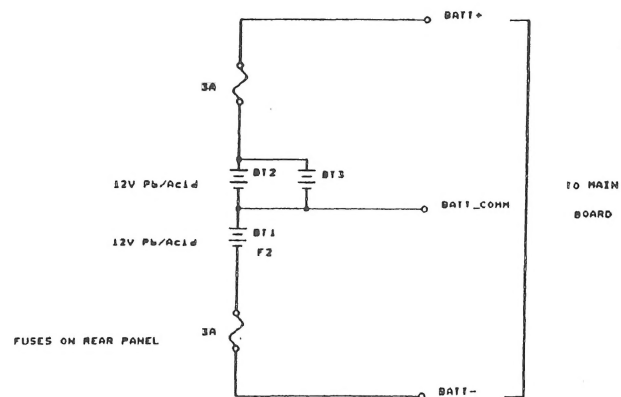 BATT+
3A
BT2
BT3
12V Pb/Acid
TO MAIN
BOARD
BATT_COMM
BT1
12V Pb/Acid
F2
3A
FUSES ON REAR PANEL
BATT-